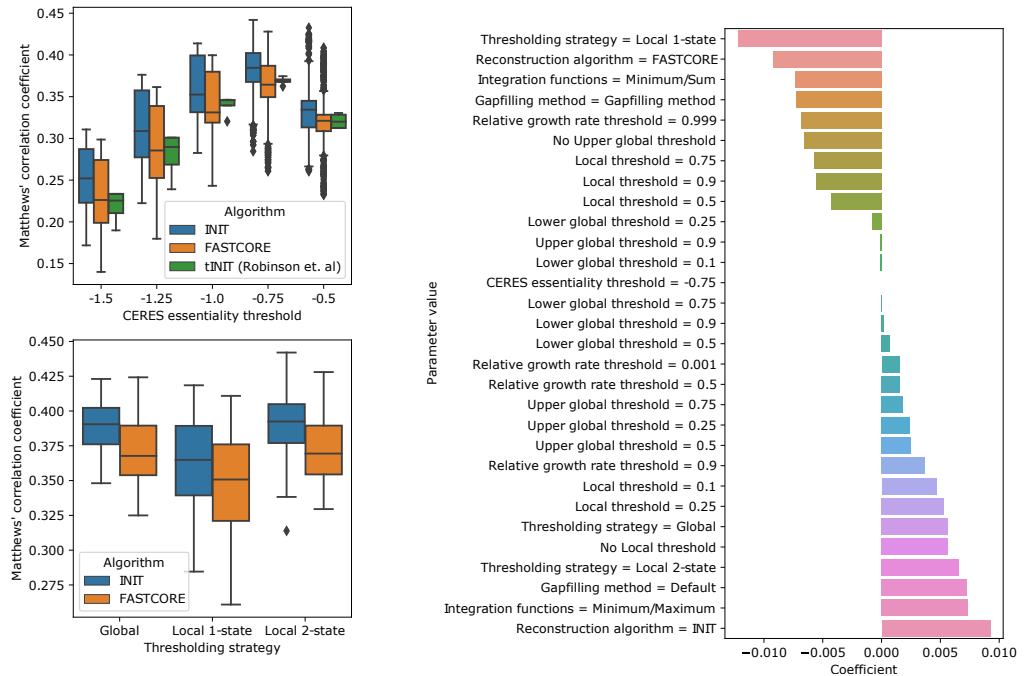 Matthews' correlation coefficient
0.45
0.40
0.35
0.30
0.25
0.20
0.15
Algorithm
INIT
FASTCORE
tINIT (Robinson et. al)
-1.5
-1.25
-1.0
-0.75
-0.5
CERES essentiality threshold
Matthews' correlation coefficient
0.450
0.425
0.400
0.375
0.350
0.325
0.300
0.275
Algorithm
INIT
FASTCORE
Global
Local 1-state
Local 2-state
Thresholding strategy
Parameter value
Thresholding strategy = Local 1-state
Reconstruction algorithm = FASTCORE
Integration functions = Minimum/Sum
Gapfilling method = Gapfilling method
Relative growth rate threshold = 0.999
No Upper global threshold
Local threshold = 0.75
Local threshold = 0.9
Local threshold = 0.5
Lower global threshold = 0.25
Upper global threshold = 0.9
Lower global threshold = 0.1
CERES essentiality threshold = -0.75
Lower global threshold = 0.75
Lower global threshold = 0.9
Lower global threshold = 0.5
Relative growth rate threshold = 0.001
Relative growth rate threshold = 0.5
Upper global threshold = 0.75
Upper global threshold = 0.25
Upper global threshold = 0.5
Relative growth rate threshold = 0.9
Local threshold = 0.1
Local threshold = 0.25
Thresholding strategy = Global
No Local threshold
Thresholding strategy = Local 2-state
Gapfilling method = Default
Integration functions = Minimum/Maximum
Reconstruction algorithm = INIT
−0.010
−0.005
0.000
0.005
0.010
Coefficient